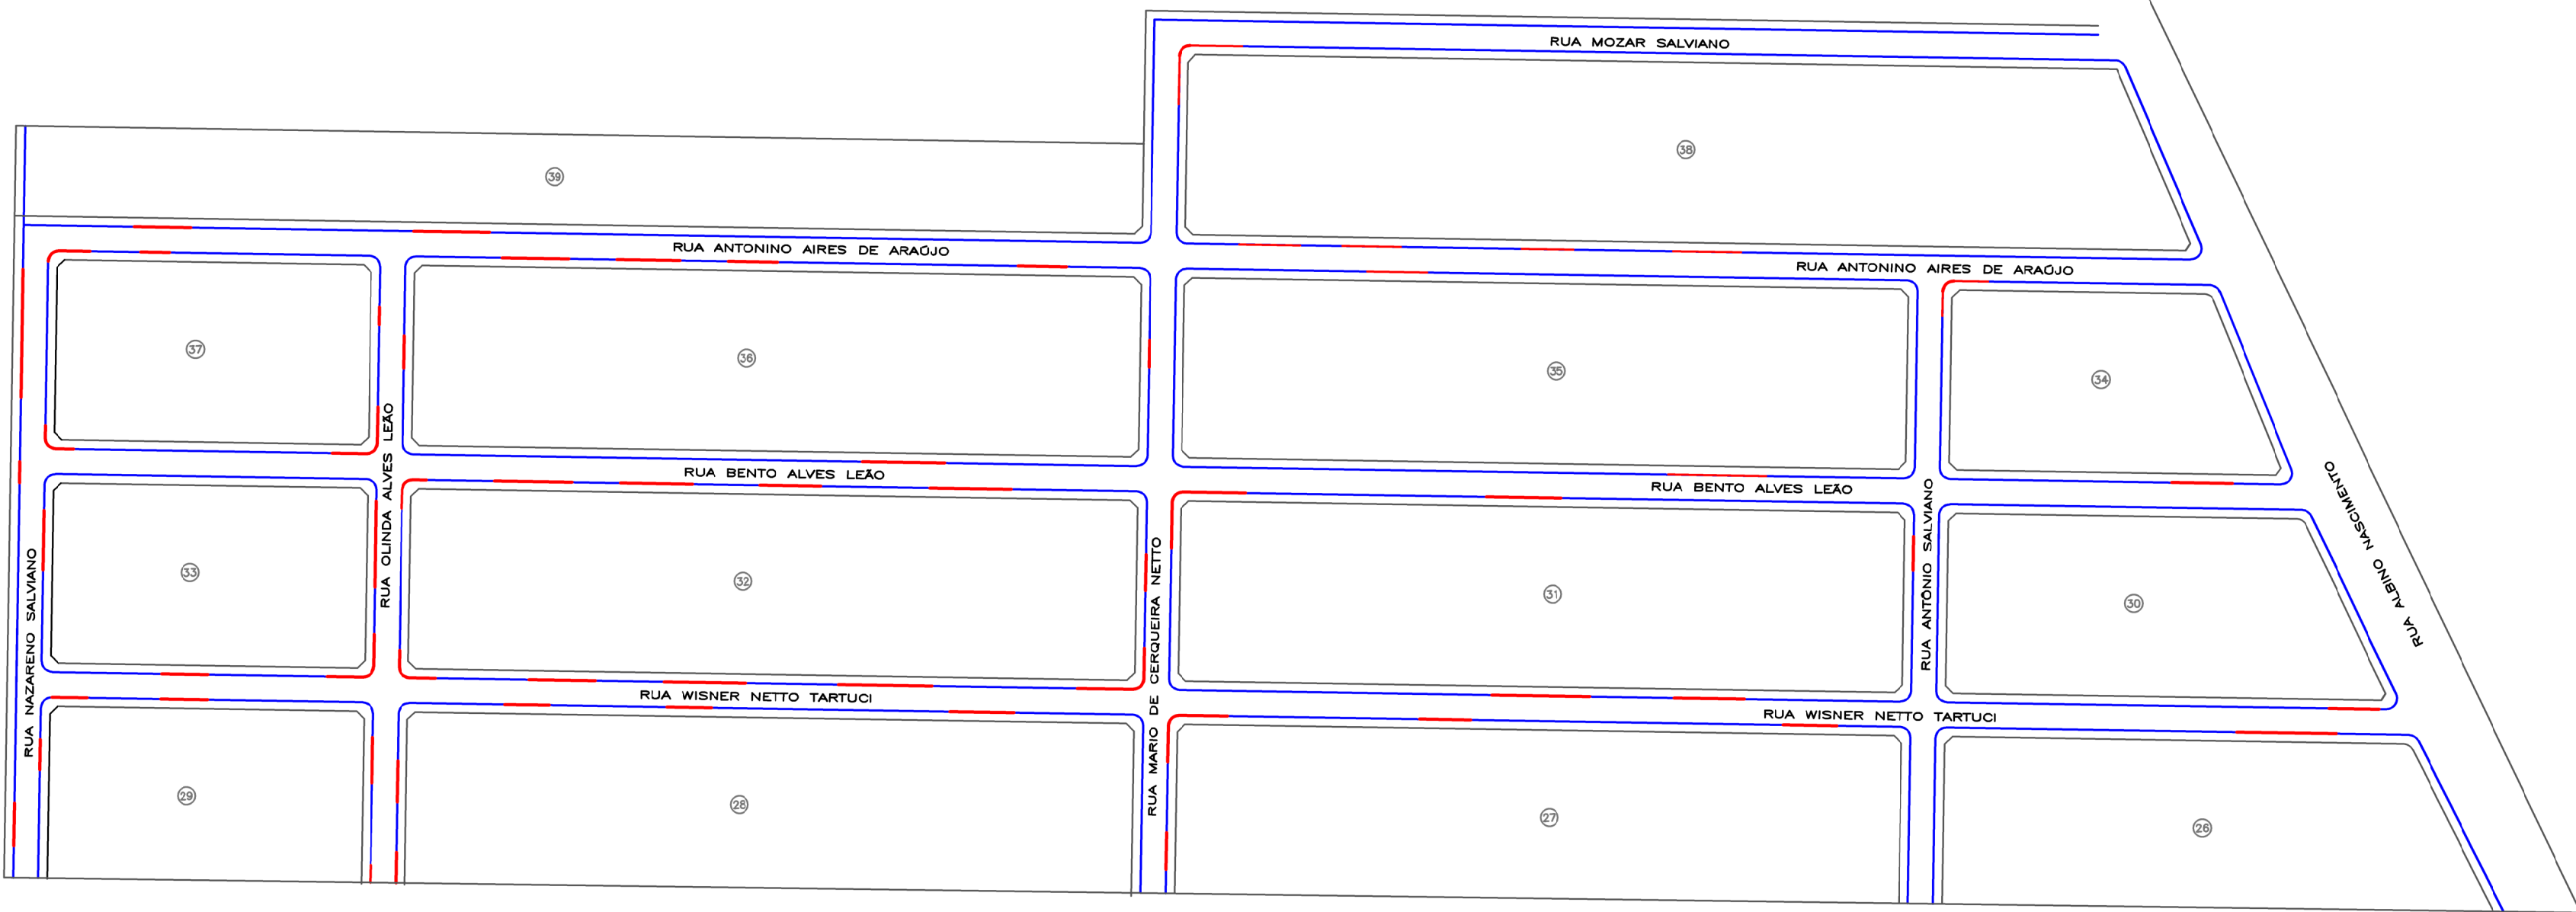 RUA MOZAR SALVIANO
38
39
RUA ANTONINO AIRES DE ARAÚJO
RUA ANTONINO AIRES DE ARAÚJO
37
36
35
34
RUA OLINDA ALVES LEÃO
RUA BENTO ALVES LEÃO
RUA BENTO ALVES LEÃO
RUA ALBINO NASCIMENTO
RUA NAZARENO SALVIANO
33
32
RUA MARIO DE CERQUEIRA NETTO
31
RUA ANTÔNIO SALVIANO
30
RUA WISNER NETTO TARTUCI
RUA WISNER NETTO TARTUCI
29
28
27
26